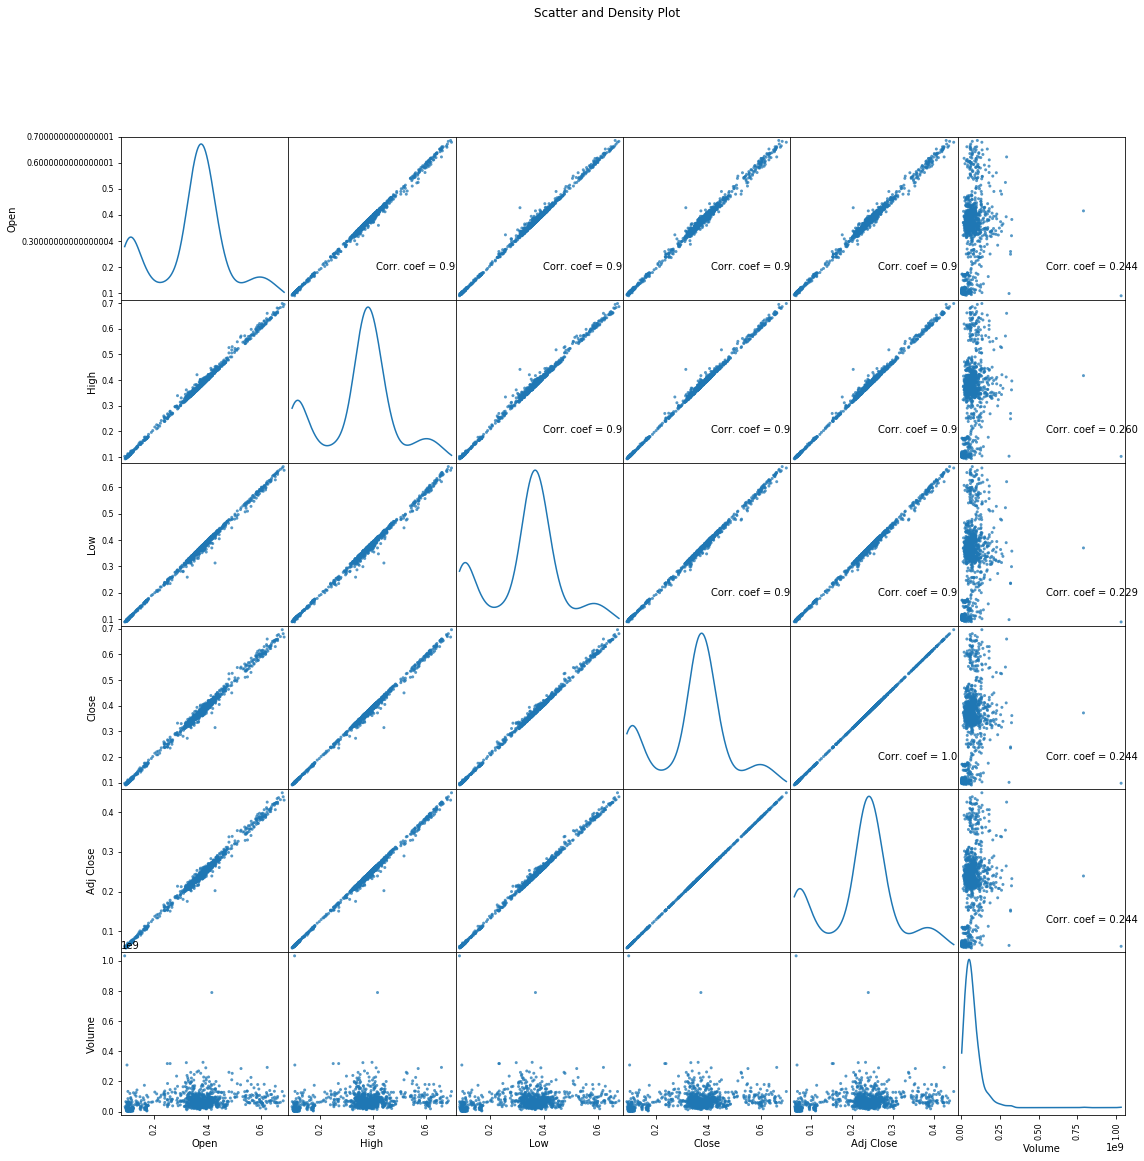 Scatter and Density Plot
0.7000000000000001
0.6000000000000001
0.5
0.4
0.30000000000000004
0.2
0.1
Open
Corr. coef = 0.9
Corr. coef = 0.9
Corr. coef = 0.9
Corr. coef = 0.9
Corr. coef = 0.244
0.7
0.6
0.5
0.4
0.3
0.2
0.1
High
Corr. coef = 0.9
Corr. coef = 0.9
Corr. coef = 0.9
Corr. coef = 0.260
0.6
0.5
0.4
0.3
0.2
0.1
Low
Corr. coef = 0.9
Corr. coef = 0.9
Corr. coef = 0.229
0.7
0.6
0.5
0.4
0.3
0.2
0.1
Close
Corr. coef = 1.0
Corr. coef = 0.244
0.4
0.3
0.2
0.1
Adj Close
Corr. coef = 0.244
1e9
1.0
0.8
0.6
0.4
0.2
0.0
Volume
0.2 0.4 0.6
0.2 0.4 0.6
0.2 0.4 0.6
0.2 0.4 0.6
0.1 0.2 0.3 0.4
0.00 0.25 0.50 0.75 1.00
1e9
Open
High
Low
Close
Adj Close
Volume